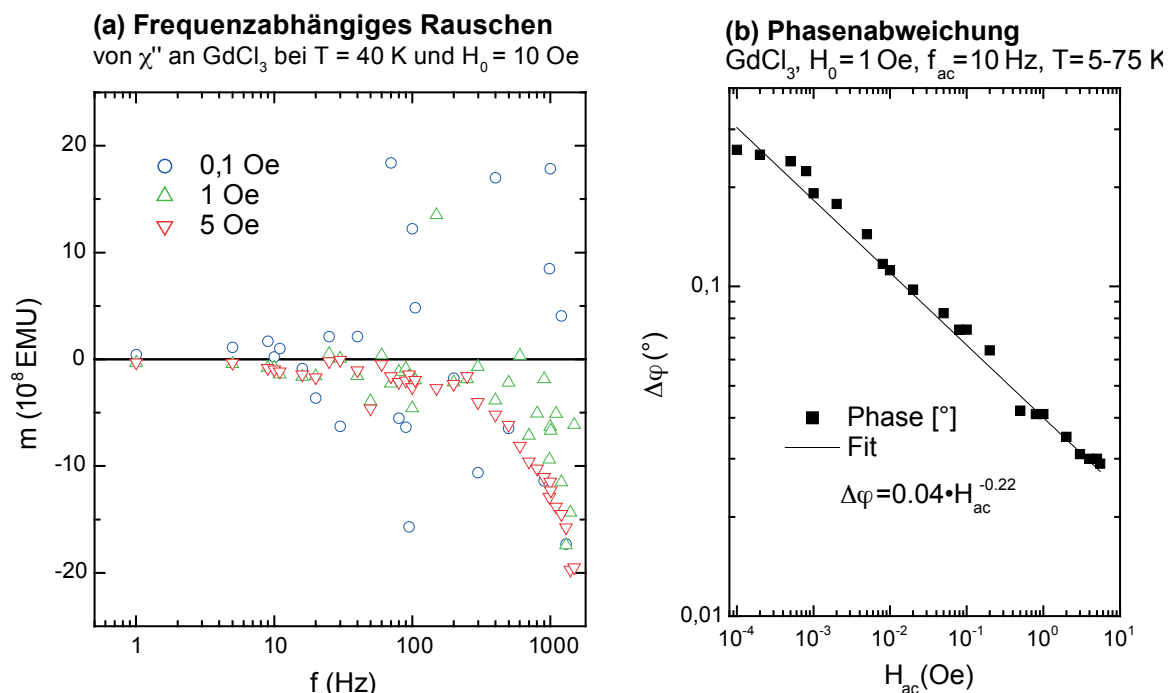 (a) Frequenzabhängiges Rauschen
von χ'' an GdCl3 bei T = 40 K und H0 = 10 Oe
20
10
0
-10
-20
m (10-8 EMU)
0,1 Oe
1 Oe
5 Oe
1
10
100
1000
f (Hz)
(b) Phasenabweichung
GdCl3, H0 = 1 Oe, fac = 10 Hz, T = 5-75 K
0,1
0,01
Δφ (°)
Phase [°]
Fit
Δφ=0.04•Hac-0.22
10-4
10-3
10-2
10-1
100
101
Hac (Oe)